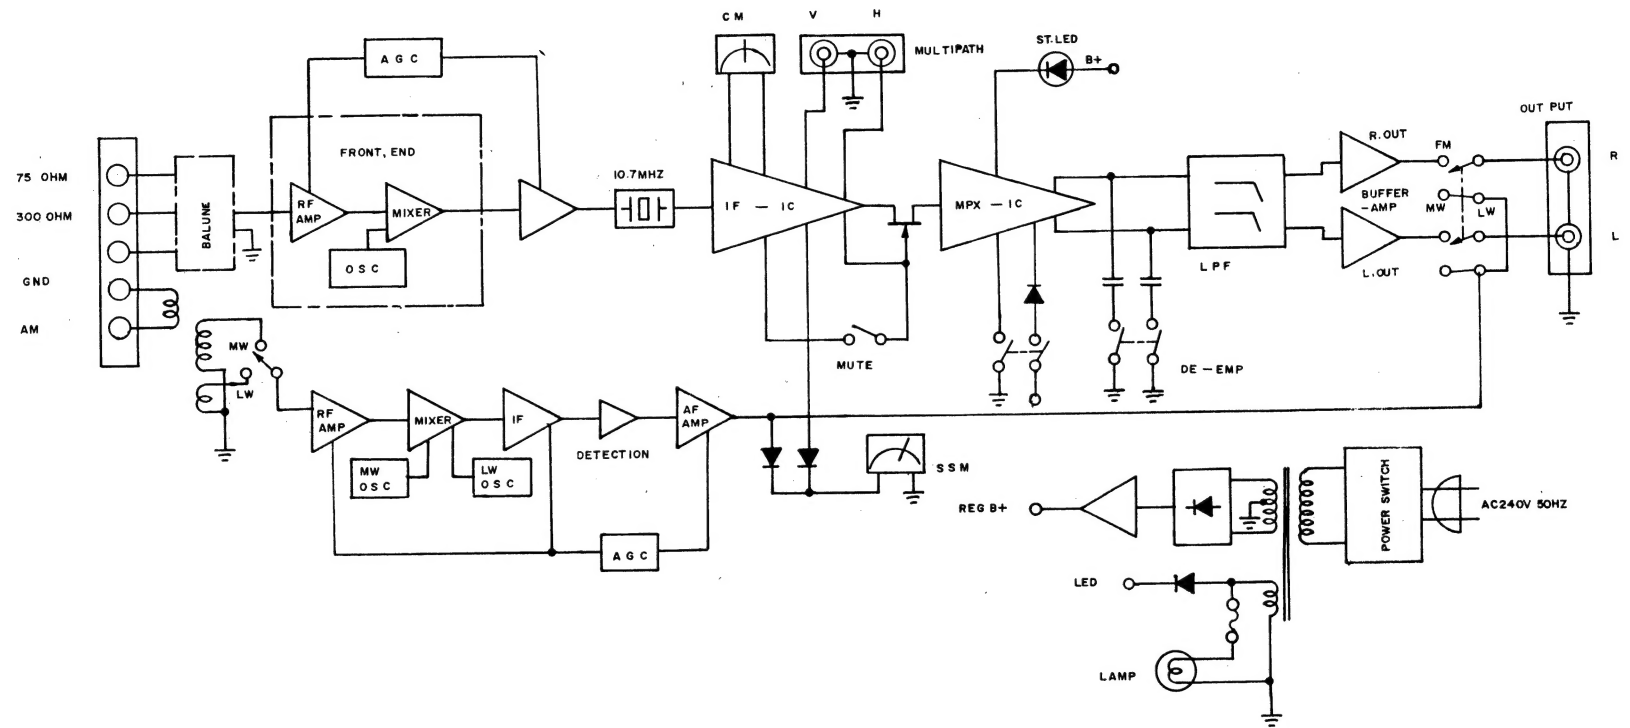 CM
V
H
MULTIPATH
ST.LED
B+
AGC
OUT PUT
FRONT, END
R.OUT
FM
R
10.7MHZ
75 OHM
300 OHM
BALUNE
RF
AMP
MIXER
IF — IC
MPX — IC
BUFFER
-AMP
MW
LW
L
OSC
LPF
L.OUT
GND
AM
MW
LW
MUTE
DE — EMP
RF
AMP
MIXER
IF
AF
AMP
DETECTION
MW
OSC
LW
OSC
SSM
AGC
REG B+
POWER SWITCH
AC240V 50HZ
LED
LAMP